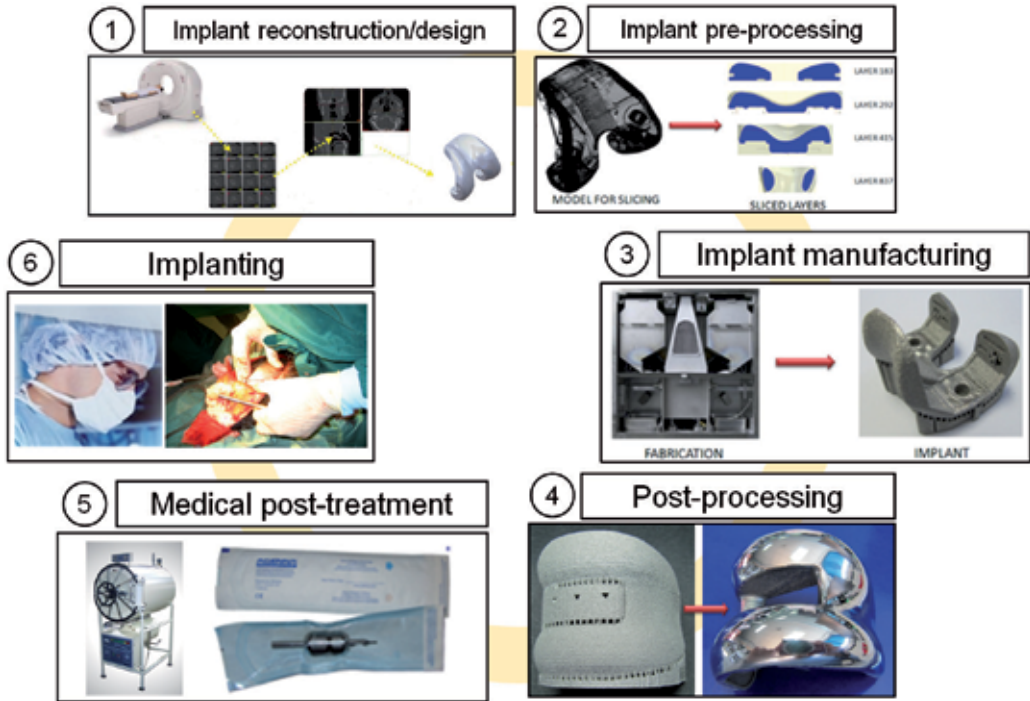 1
Implant reconstruction/design
2
Implant pre-processing
LAYER 183
LAYER 292
LAYER 415
LAYER 837
MODEL FOR SLICING
SLICED LAYERS
3
Implant manufacturing
FABRICATION
IMPLANT
4
Post-processing
5
Medical post-treatment
6
Implanting